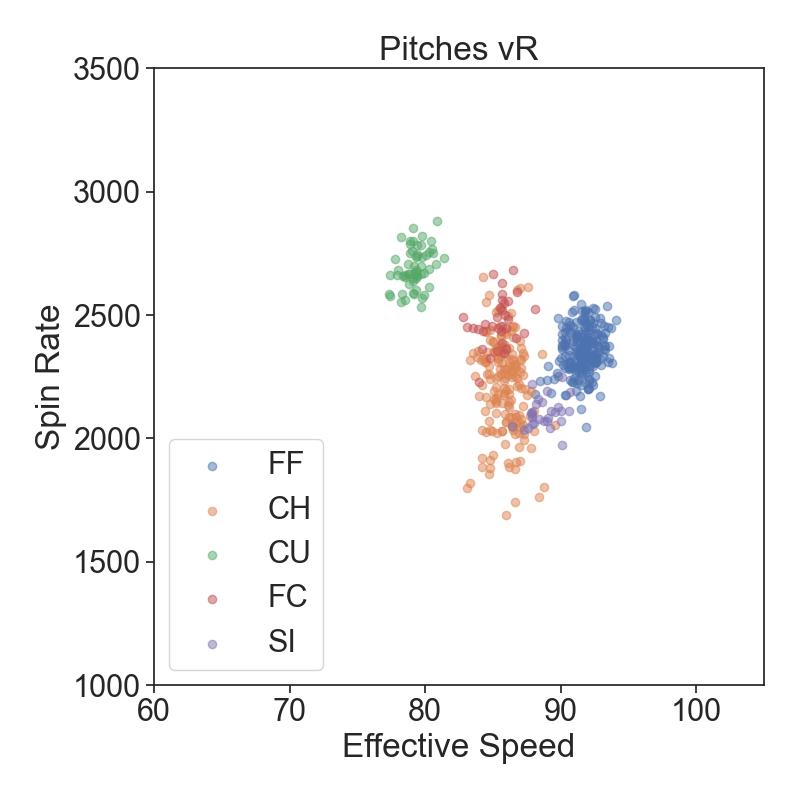 Pitches vR
3500
3000
2500
2000
1500
1000
Spin Rate
FF
CH
CU
FC
SI
60 70 80 90 100
Effective Speed